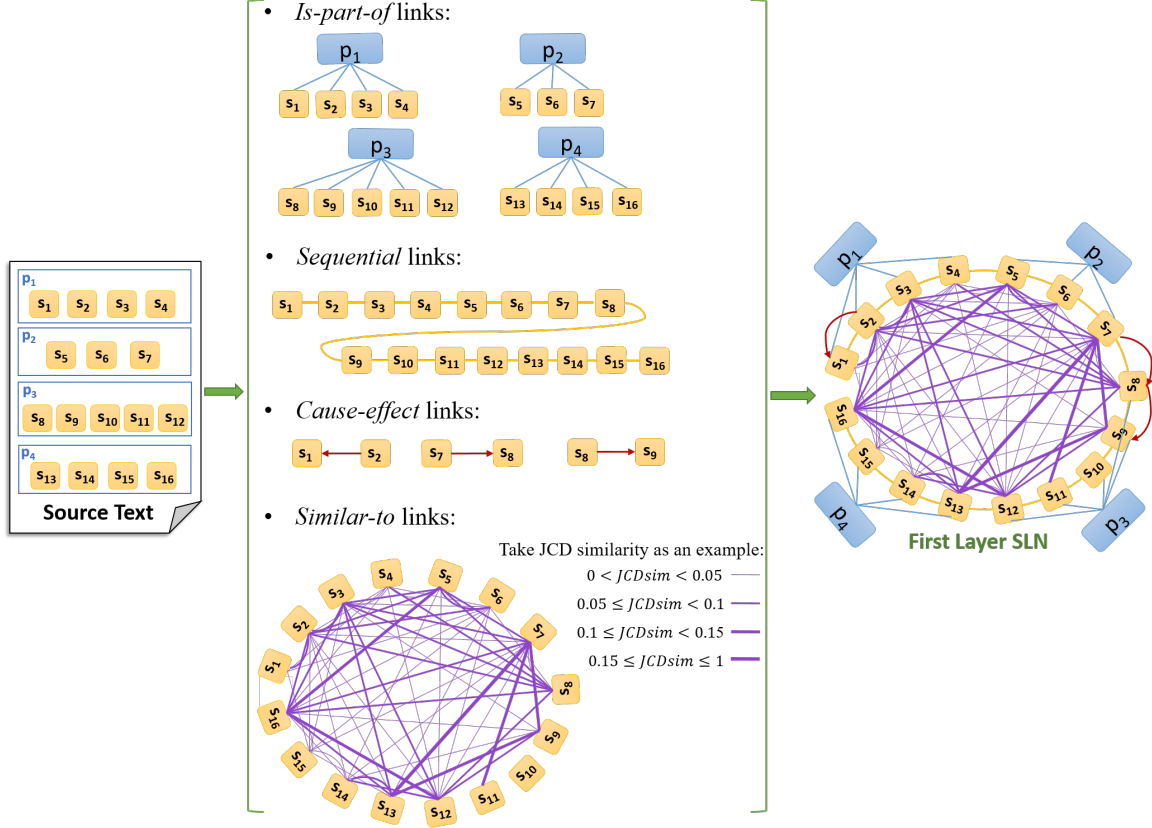 p1
s1 s2 s3 s4
p2
s5 s6 s7
p3
s8 s9 s10 s11 s12
p4
s13 s14 s15 s16
Source Text
• Is-part-of links:
p1 p2
s1 s2 s3 s4 s5 s6 s7
p3 p4
s8 s9 s10 s11 s12 s13 s14 s15 s16
• Sequential links:
s1 s2 s3 s4 s5 s6 s7 s8
s9 s10 s11 s12 s13 s14 s15 s16
• Cause-effect links:
s1 s2 s7 s8 s8 s9
• Similar-to links:
Take JCD similarity as an example:
0 < JCDsim < 0.05
0.05 ≤ JCDsim < 0.1
0.1 ≤ JCDsim < 0.15
0.15 ≤ JCDsim ≤ 1
s1 s2 s3 s4 s5 s6 s7 s8 s9 s10 s11 s12 s13 s14 s15 s16
p1 p2
s1 s2 s3 s4 s5 s6 s7 s8 s9 s10 s11 s12 s13 s14 s15 s16
p4 p3
First Layer SLN